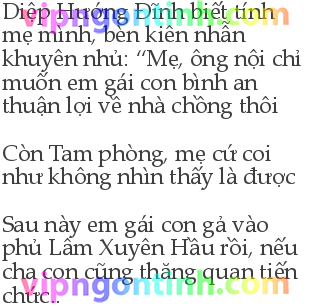 Diệp Hướng Đình biết tính
mẹ mình, bèn kiên nhẫn
khuyên nhủ: “Mẹ, ông nội chỉ
muốn em gái con bình an
thuận lợi về nhà chồng thôi
Còn Tam phòng, mẹ cứ coi
như không nhìn thấy là được
Sau này em gái con gả vào
phủ Lâm Xuyên Hầu rồi, nếu
cha con cũng thăng quan tiến
chức..
vipngontinh.com
vipngontinh.com